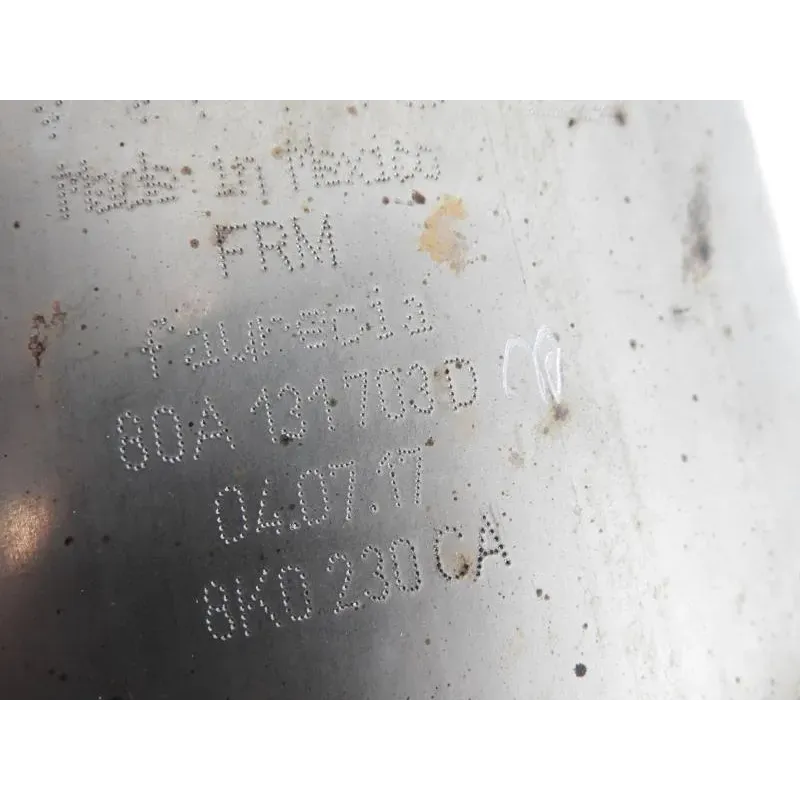 Made in Mexico
FRM
faurecia
80A 131703D
04.07.17
8K0 230 CA